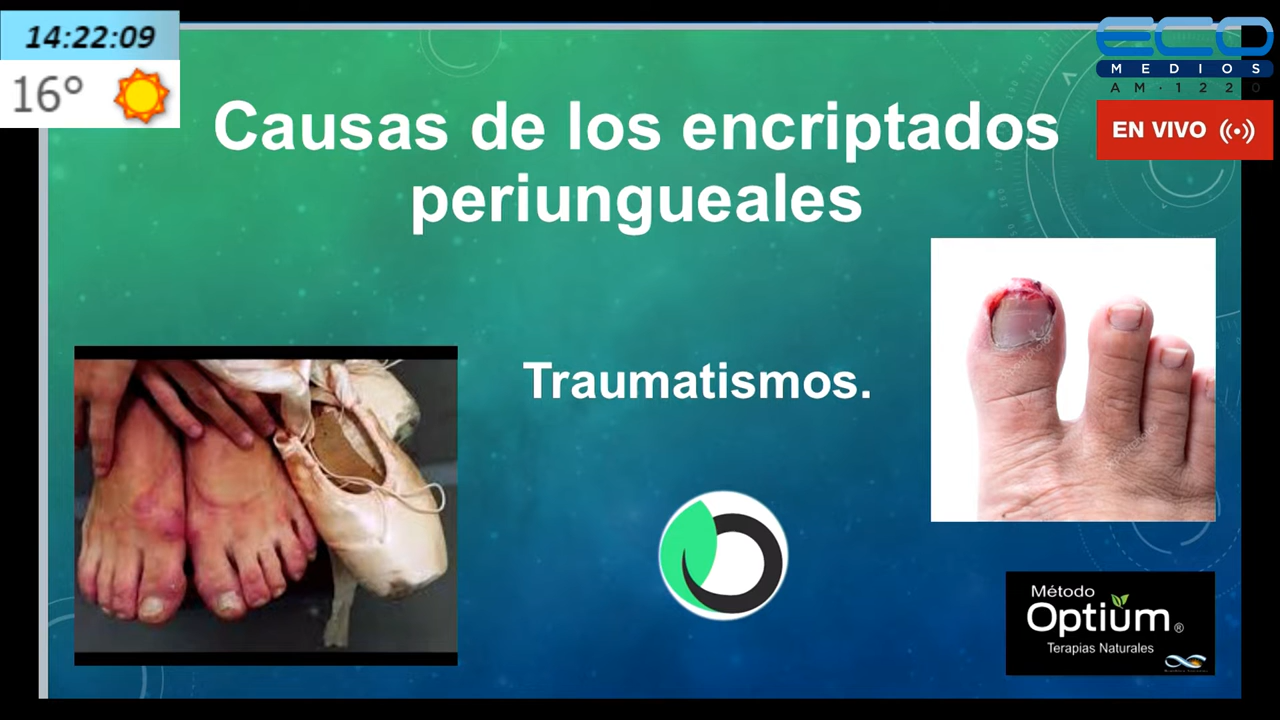 14:22:09
16°
ECO
MEDIOS
AM·1220
EN VIVO
Causas de los encriptados
periungueales
Traumatismos.
Método
Optium®
Terapias Naturales